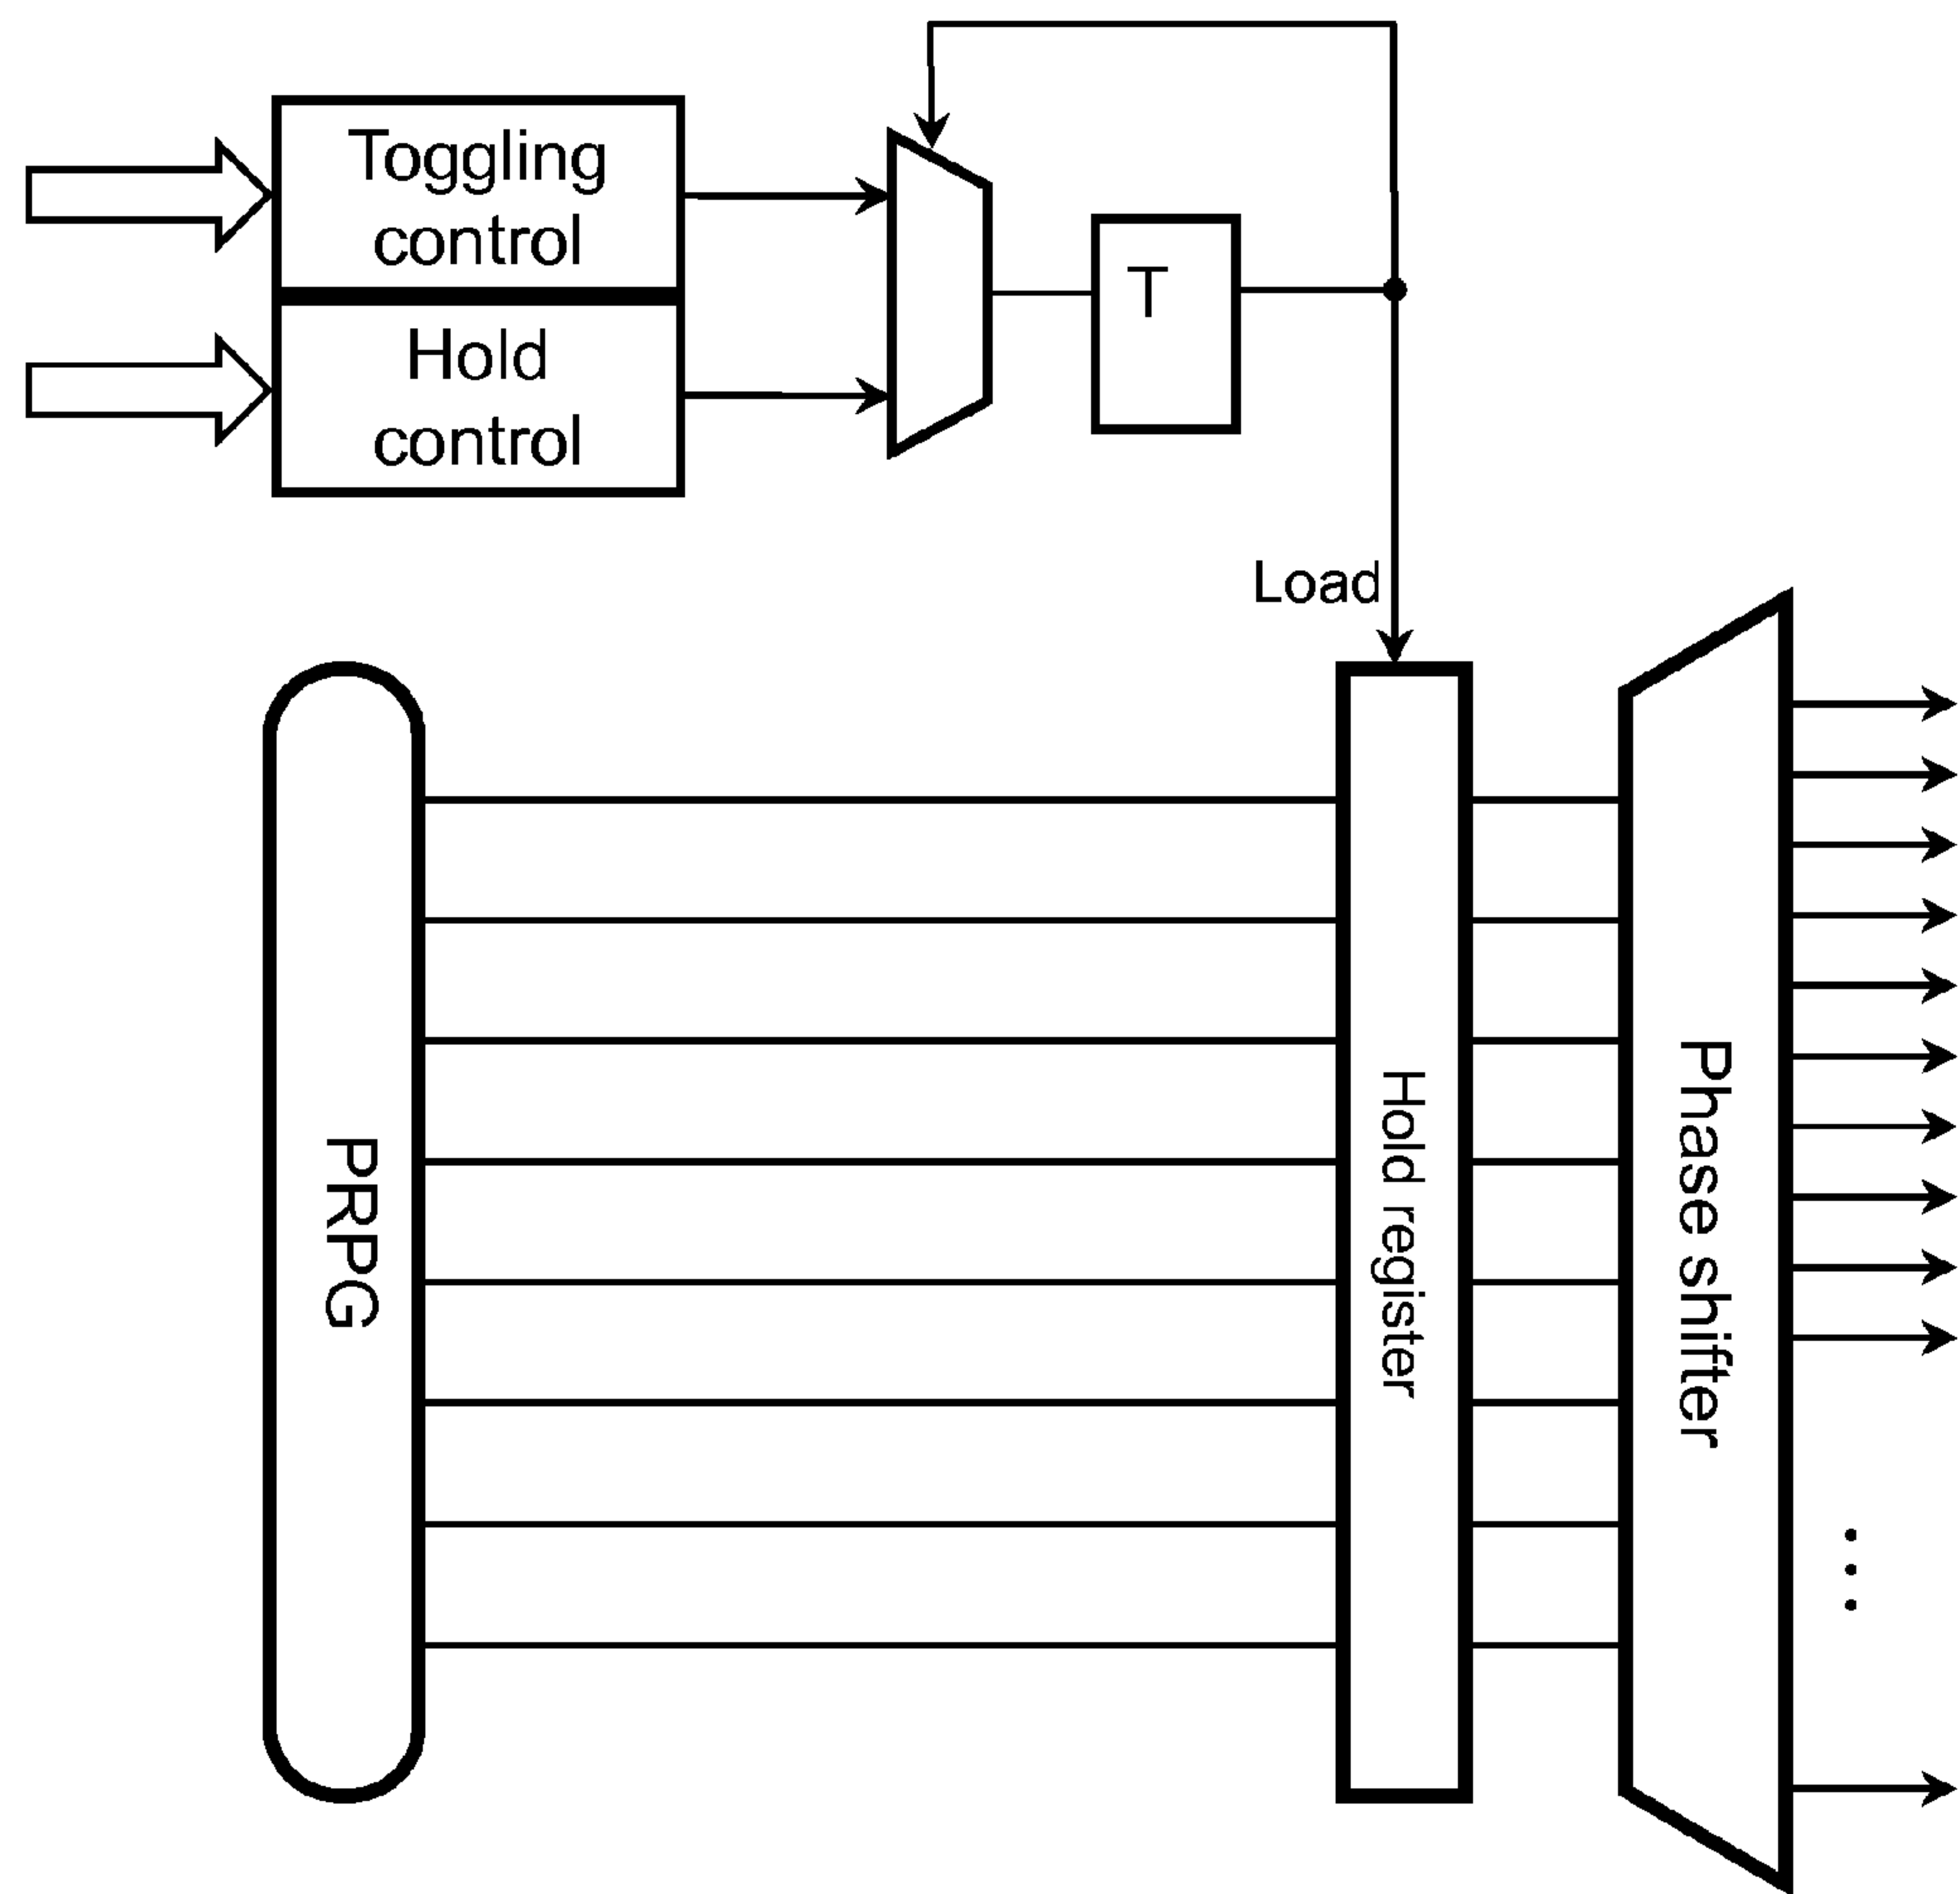 Toggling
control
Hold
control
T
Load
PRPG
Hold register
Phase shifter